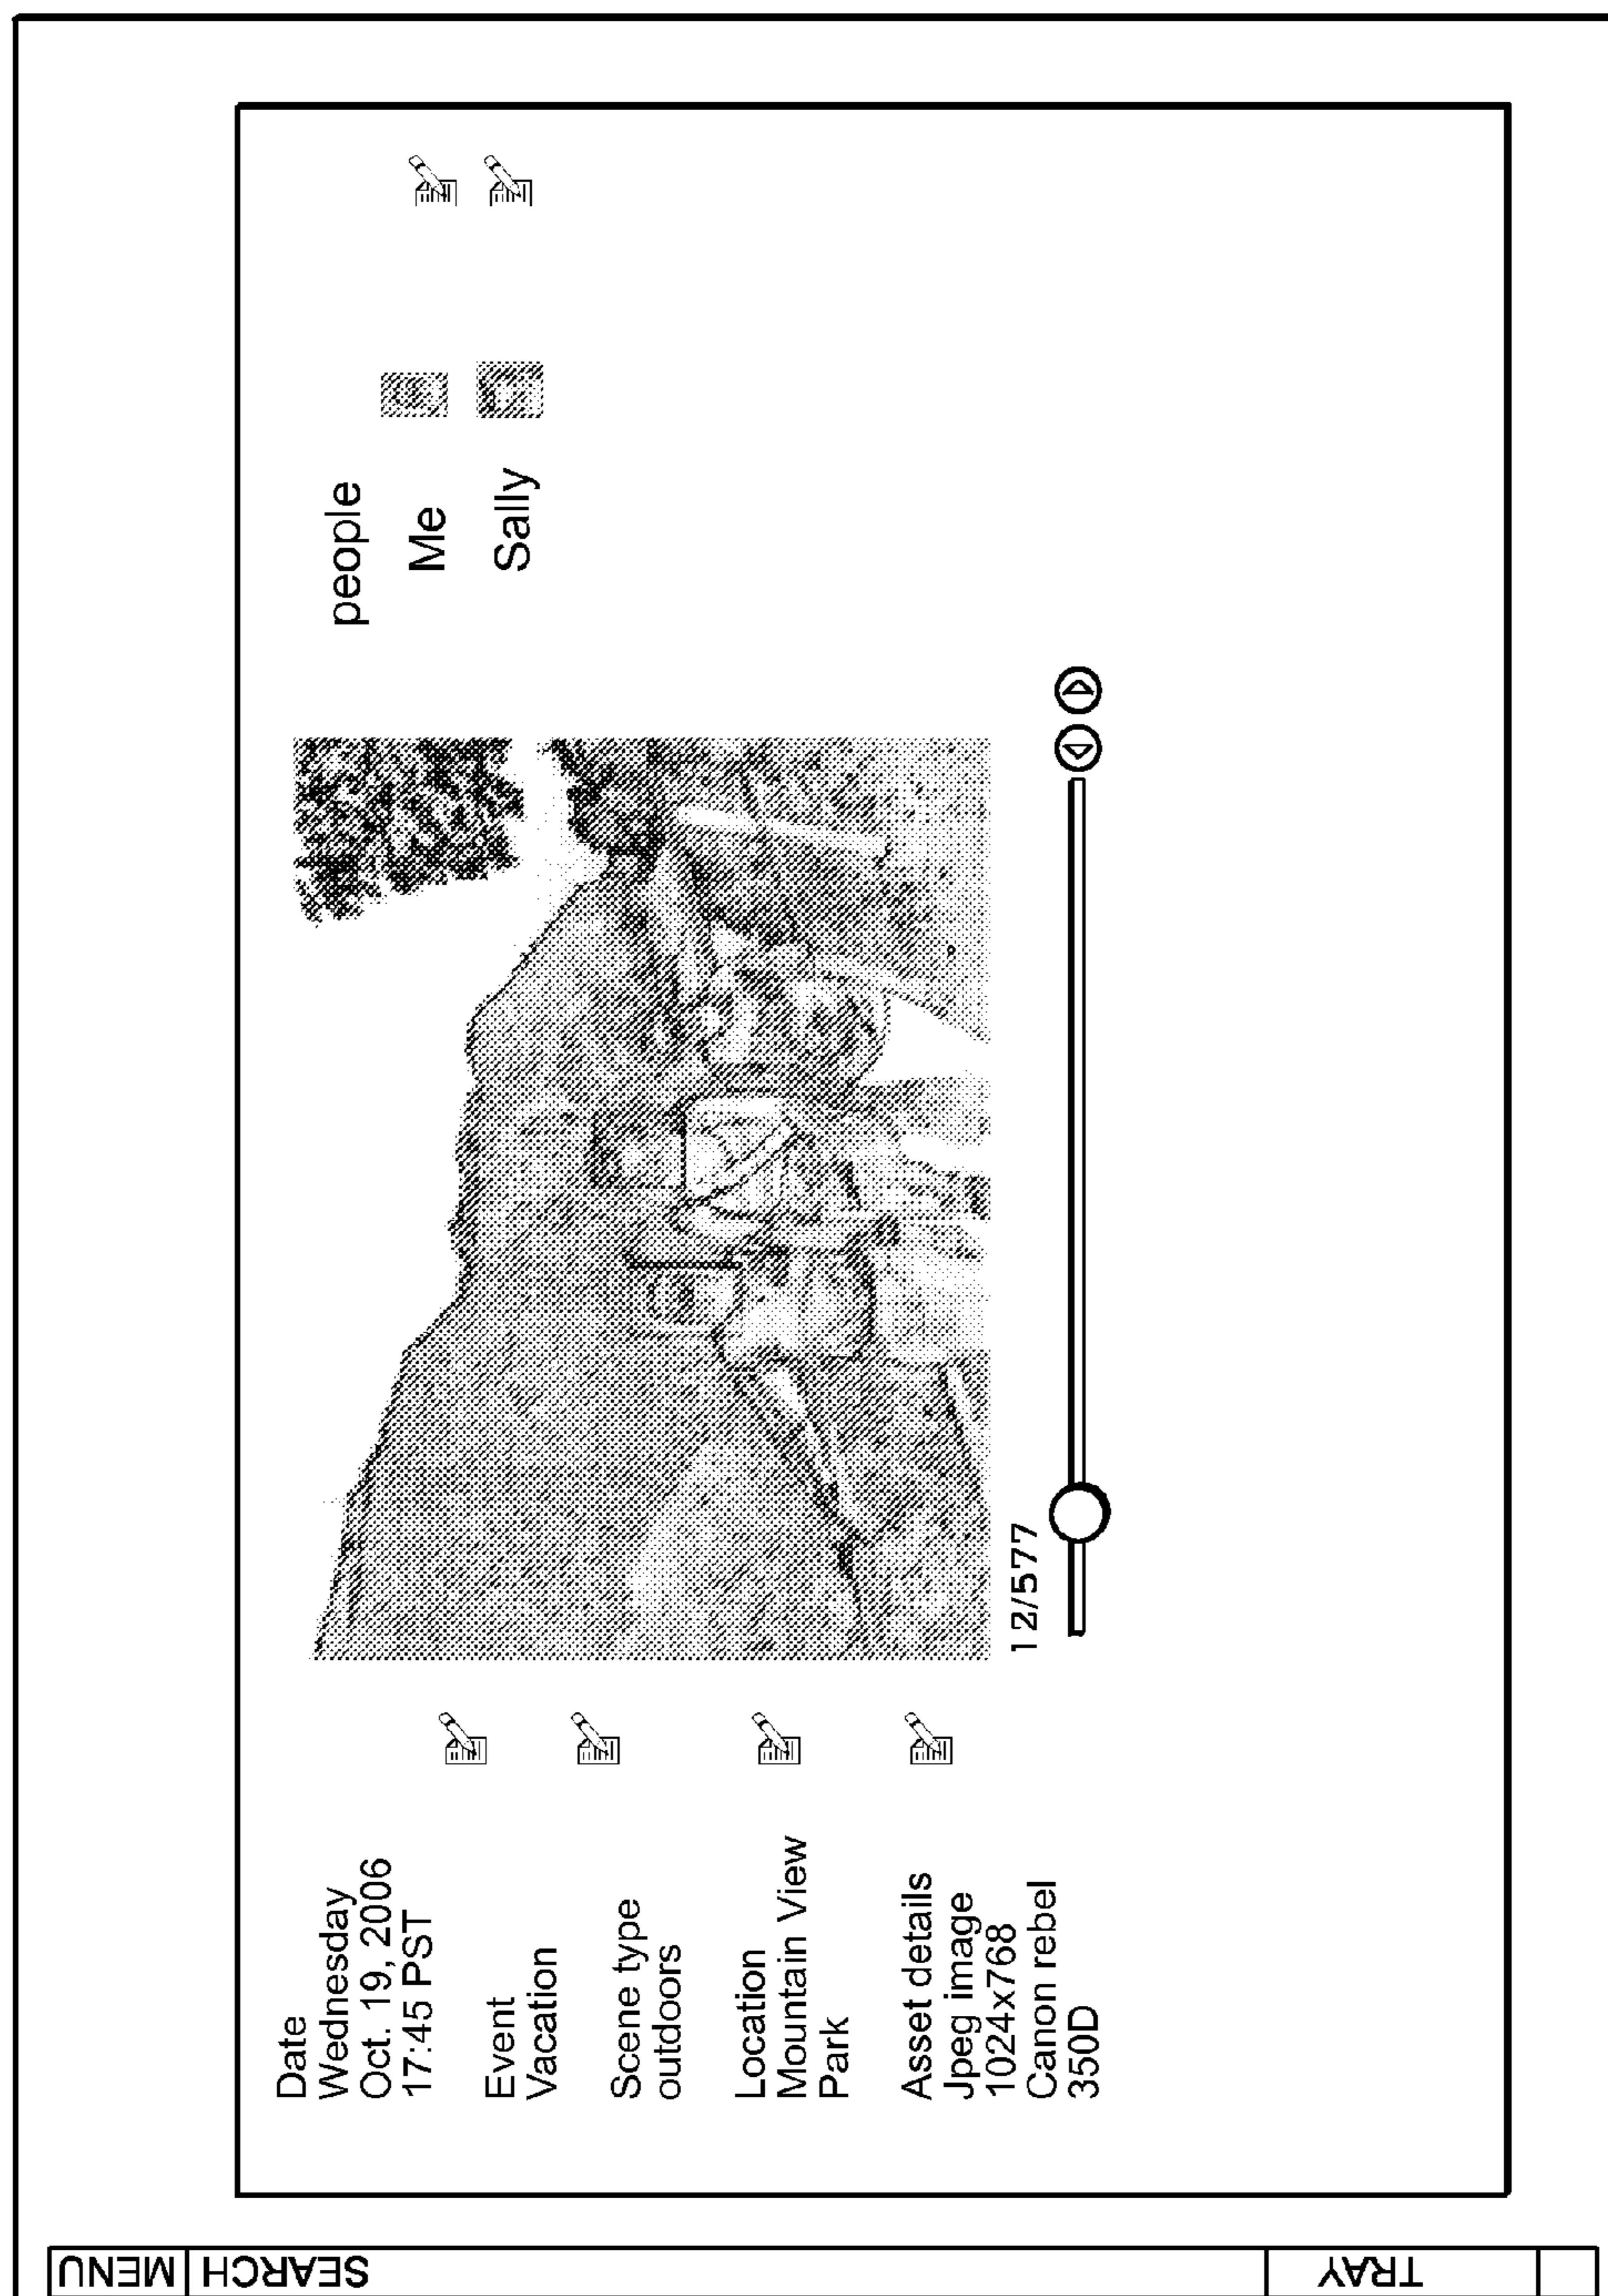 MENU
SEARCH
TRAY
Date
Wednesday
Oct. 19, 2006
17:45 PST
Event
Vacation
Scene type
outdoors
Location
Mountain View
Park
Asset details
Jpeg image
1024x768
Canon rebel
350D
12/577
people
Me
Sally